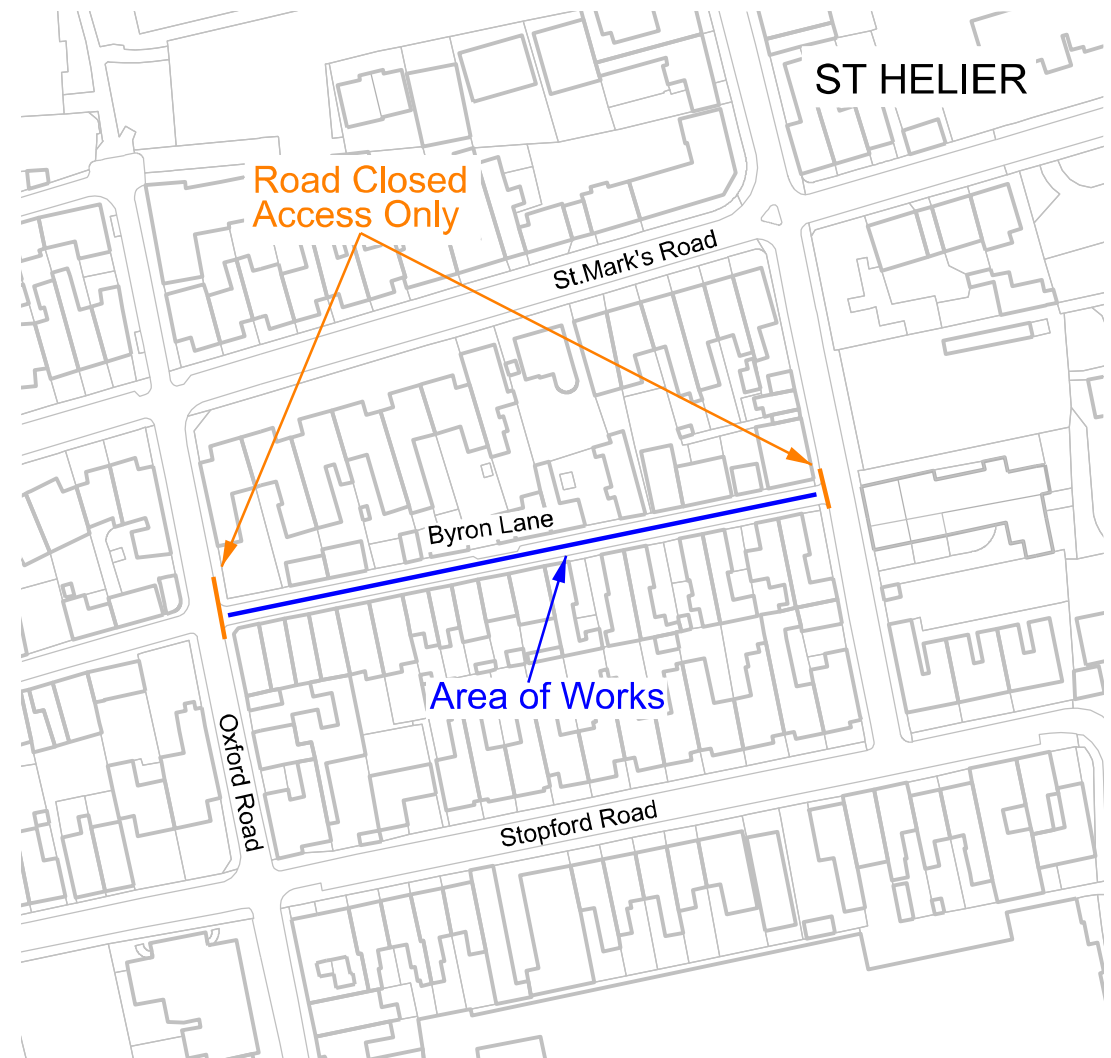 ST HELIER
Road Closed
Access Only
St.Mark's Road
Byron Lane
Area of Works
Oxford Road
Stopford Road